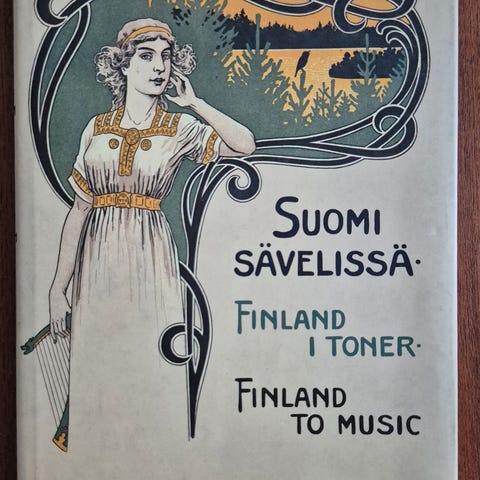 SUOMI
SÄVELISSÄ·
FINLAND
I TONER·
FINLAND
TO MUSIC